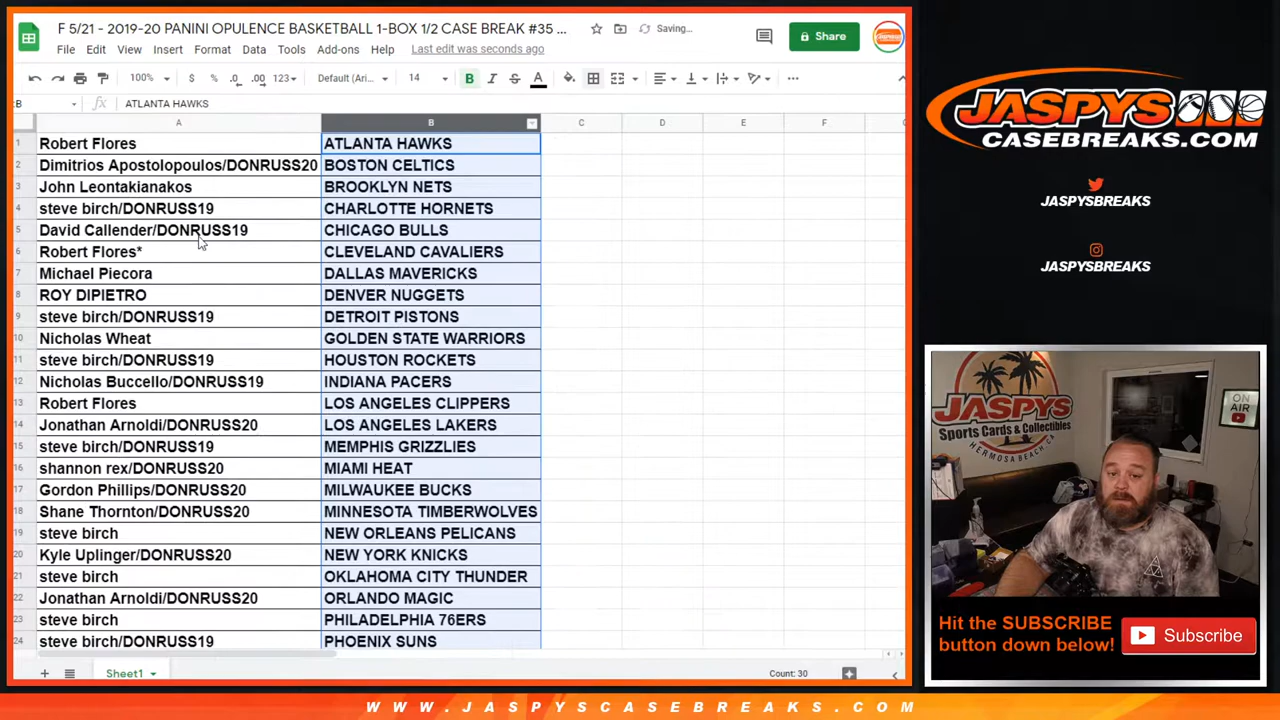 F 5/21 - 2019-20 PANINI OPULENCE BASKETBALL 1-BOX 1/2 CASE BREAK #35 ...
Saving...
Share
File Edit View Insert Format Data Tools Add-ons Help Last edit was seconds ago
100% $ % .0 .00 123 Default (Ari... 14 B I S A
:B fx ATLANTA HAWKS
A B C D E F
1 Robert Flores ATLANTA HAWKS
2 Dimitrios Apostolopoulos/DONRUSS20 BOSTON CELTICS
3 John Leontakianakos BROOKLYN NETS
4 steve birch/DONRUSS19 CHARLOTTE HORNETS
5 David Callender/DONRUSS19 CHICAGO BULLS
6 Robert Flores* CLEVELAND CAVALIERS
7 Michael Piecora DALLAS MAVERICKS
8 ROY DIPIETRO DENVER NUGGETS
9 steve birch/DONRUSS19 DETROIT PISTONS
10 Nicholas Wheat GOLDEN STATE WARRIORS
11 steve birch/DONRUSS19 HOUSTON ROCKETS
12 Nicholas Buccello/DONRUSS19 INDIANA PACERS
13 Robert Flores LOS ANGELES CLIPPERS
14 Jonathan Arnoldi/DONRUSS20 LOS ANGELES LAKERS
15 steve birch/DONRUSS19 MEMPHIS GRIZZLIES
16 shannon rex/DONRUSS20 MIAMI HEAT
17 Gordon Phillips/DONRUSS20 MILWAUKEE BUCKS
18 Shane Thornton/DONRUSS20 MINNESOTA TIMBERWOLVES
19 steve birch NEW ORLEANS PELICANS
20 Kyle Uplinger/DONRUSS20 NEW YORK KNICKS
21 steve birch OKLAHOMA CITY THUNDER
22 Jonathan Arnoldi/DONRUSS20 ORLANDO MAGIC
23 steve birch PHILADELPHIA 76ERS
24 steve birch/DONRUSS19 PHOENIX SUNS
Sheet1
Count: 30
JASPYS
CASEBREAKS.COM
JASPYSBREAKS
JASPYSBREAKS
JASPYS
Sports Cards & Collectibles
HERMOSA BEACH, CA
ON
AIR
Hit the SUBSCRIBE
button down below!
Subscribe
WWW.JASPYSCASEBREAKS.COM